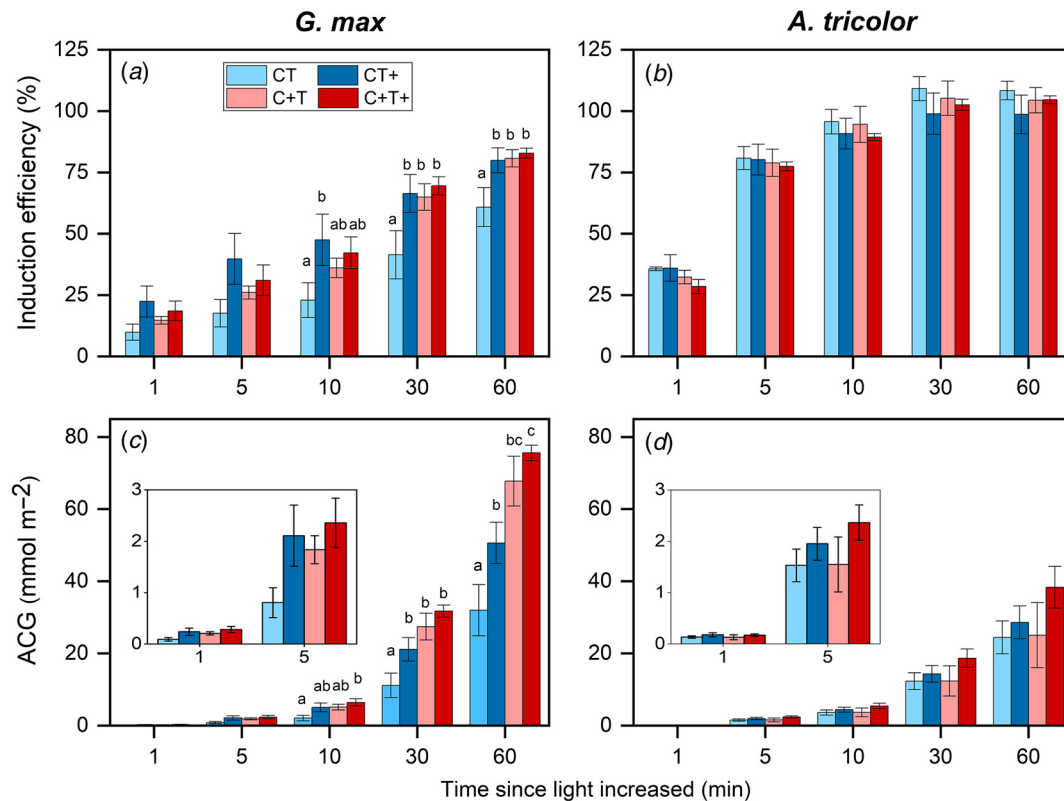 G. max
A. tricolor
Induction efficiency (%)
125
100
75
50
25
0
(a)
CT
CT+
C+T
C+T+
b b b
a
b b b
a
b
ab ab
a
1 5 10 30 60
125
100
75
50
25
0
(b)
1 5 10 30 60
ACG (mmol m−2)
80
60
40
20
0
(c)
3
2
1
0
1 5
c
bc
b
a
b
b
b
a
a
ab ab
b
1 5 10 30 60
80
60
40
20
0
(d)
3
2
1
0
1 5
1 5 10 30 60
Time since light increased (min)